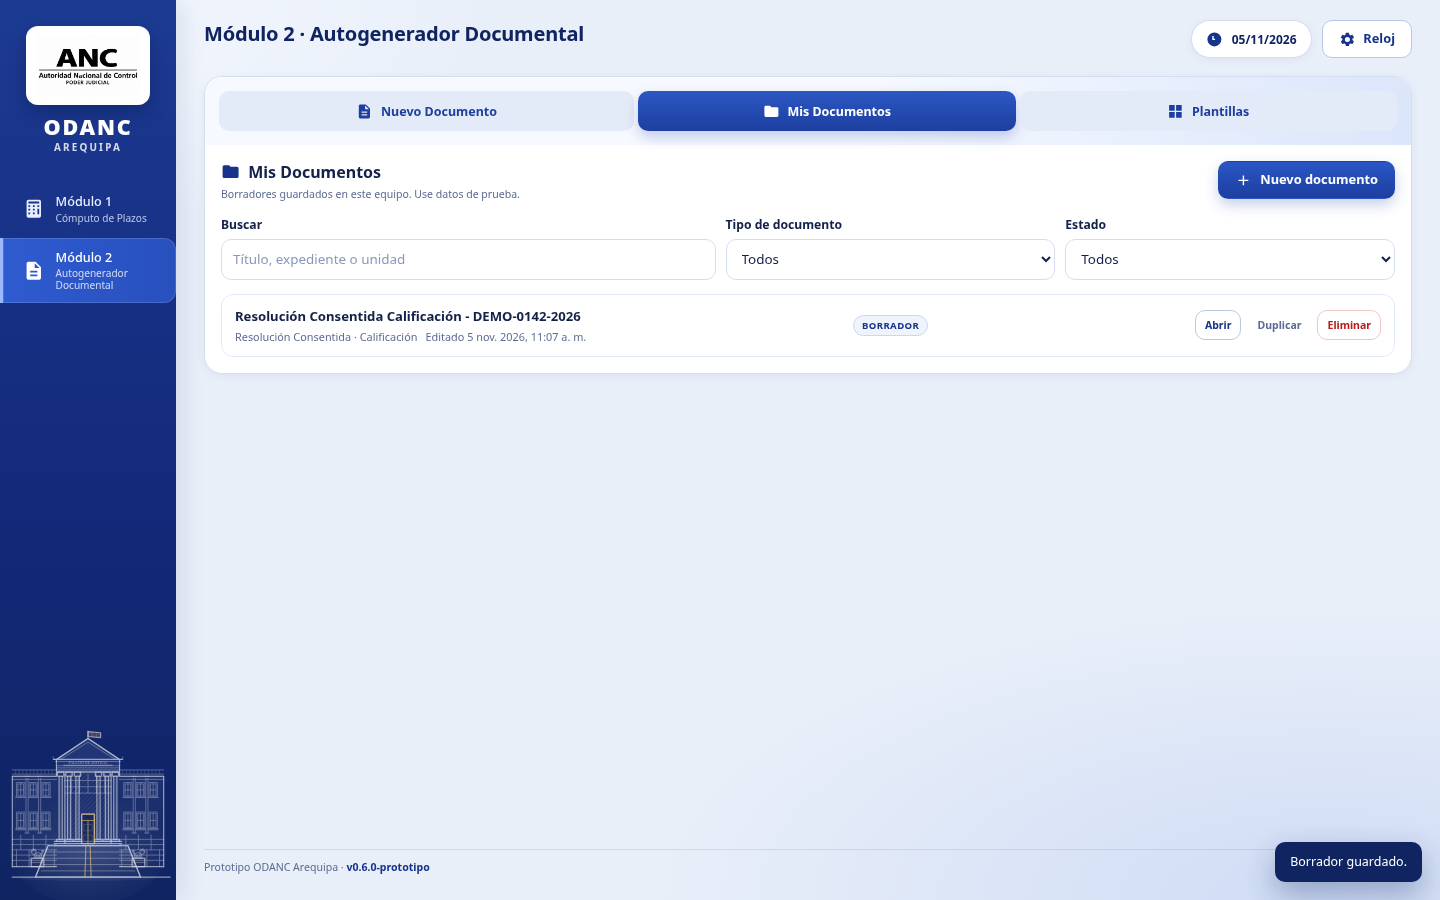 ANC
Autoridad Nacional de Control
PODER JUDICIAL
ODANC
AREQUIPA
Módulo 1
Cómputo de Plazos
Módulo 2
Autogenerador
Documental
Módulo 2 · Autogenerador Documental
05/11/2026
Reloj
Nuevo Documento
Mis Documentos
Plantillas
Mis Documentos
Borradores guardados en este equipo. Use datos de prueba.
Nuevo documento
Buscar
Tipo de documento
Estado
Título, expediente o unidad
Todos
Todos
Resolución Consentida Calificación - DEMO-0142-2026
Resolución Consentida · Calificación Editado 5 nov. 2026, 11:07 a. m.
BORRADOR
Abrir
Duplicar
Eliminar
Prototipo ODANC Arequipa · v0.6.0-prototipo
Borrador guardado.